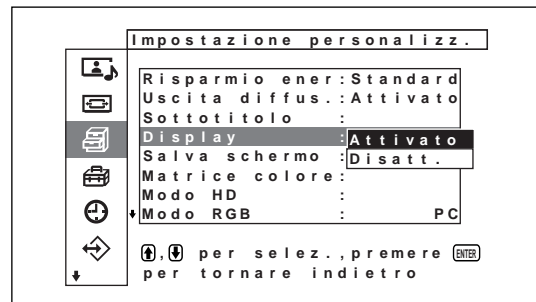 Impostazione personalizz.
Risparmio ener:Standard
Uscita diffus.:Attivato
Sottotitolo :
Display :Attivato
Salva schermo :Disatt.
Matrice colore:
Modo HD :
Modo RGB : PC
, per selez.,premere ENTER
per tornare indietro